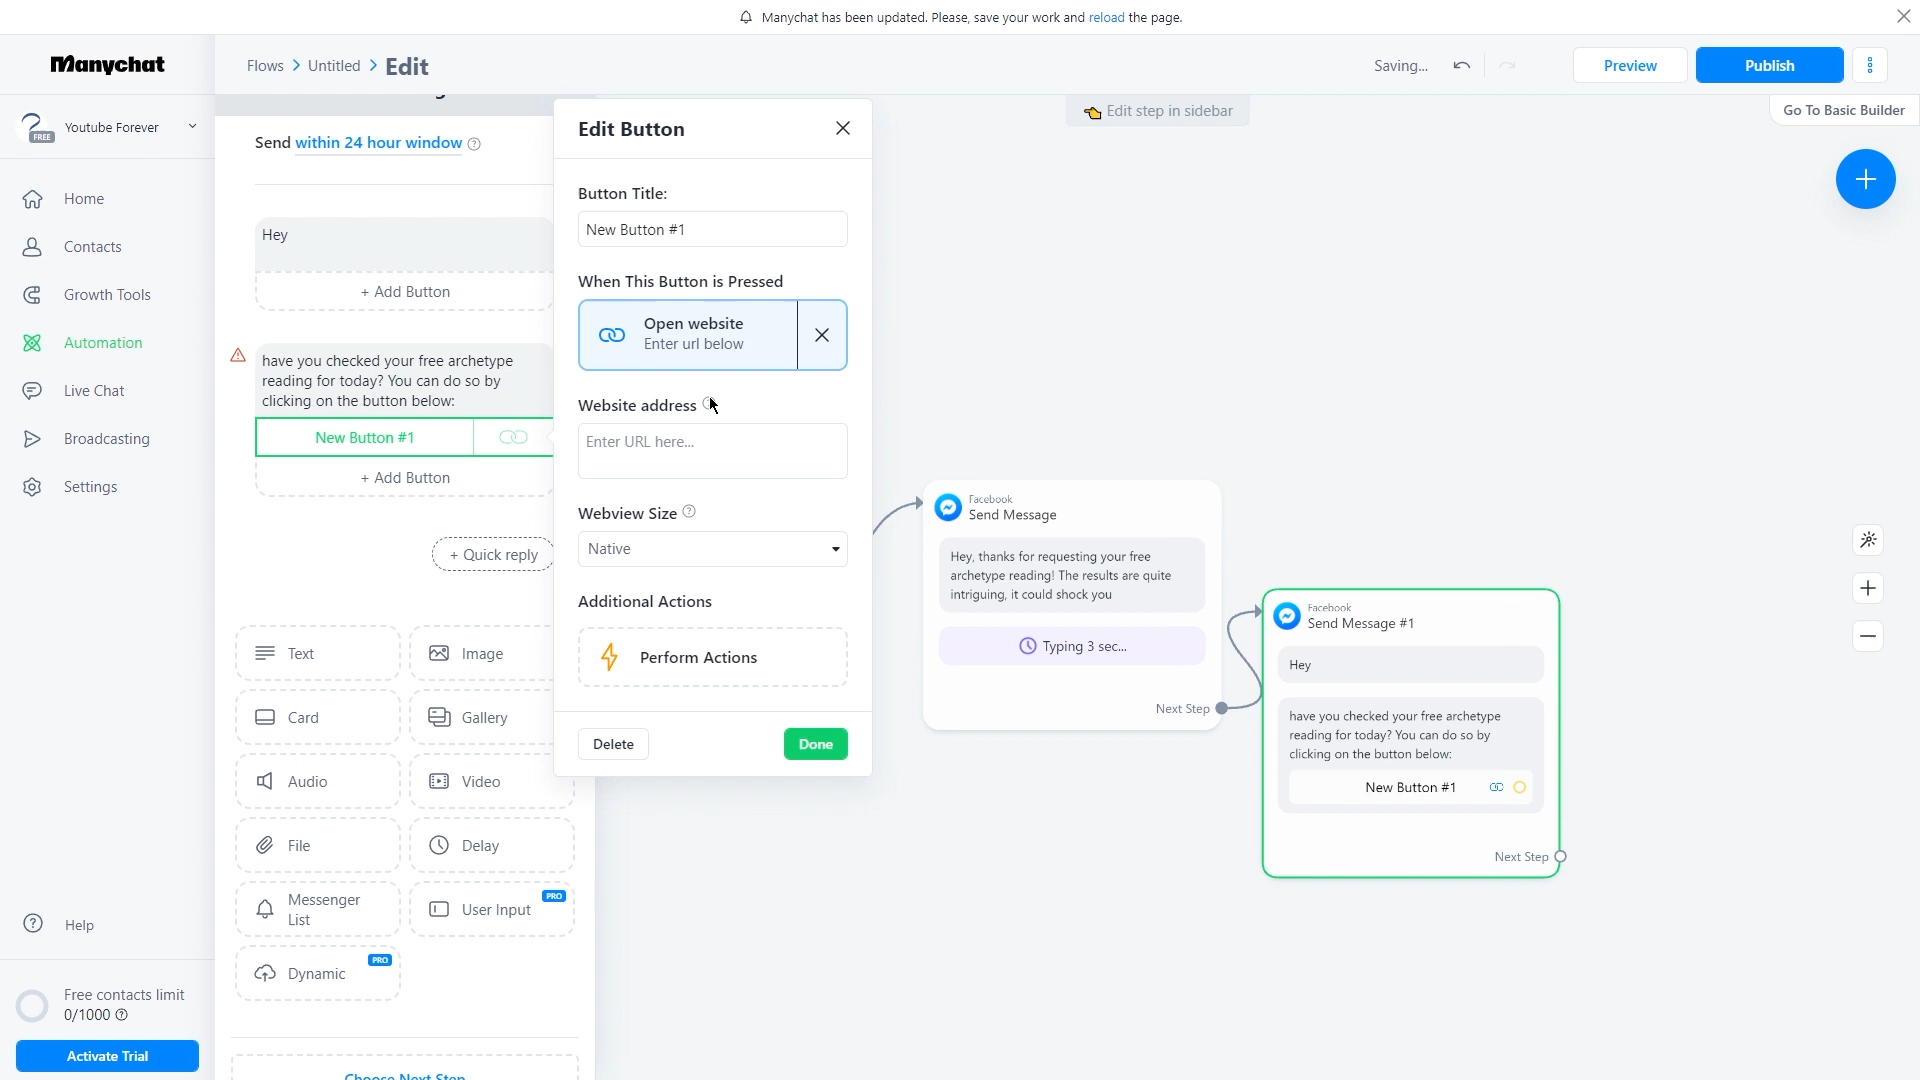 Manychat has been updated. Please, save your work and reload the page.
Manychat
Flows
Untitled
Edit
Saving...
Preview
Publish
Youtube Forever
FREE
Home
Contacts
Growth Tools
Automation
Live Chat
Broadcasting
Settings
Help
Free contacts limit
0/1000
Activate Trial
Send within 24 hour window
Hey
+ Add Button
have you checked your free archetype
reading for today? You can do so by
clicking on the button below:
New Button #1
+ Add Button
+ Quick reply
Text
Image
Card
Gallery
Audio
Video
File
Delay
Messenger
List
User Input
PRO
Dynamic
PRO
Choose Next Step
Edit Button
Button Title:
New Button #1
When This Button is Pressed
Open website
Enter url below
Website address
Enter URL here...
Webview Size
Native
Additional Actions
Perform Actions
Delete
Done
Edit step in sidebar
Go To Basic Builder
Facebook
Send Message
Hey, thanks for requesting your free
archetype reading! The results are quite
intriguing, it could shock you
Typing 3 sec...
Next Step
Facebook
Send Message #1
Hey
have you checked your free archetype
reading for today? You can do so by
clicking on the button below:
New Button #1
Next Step